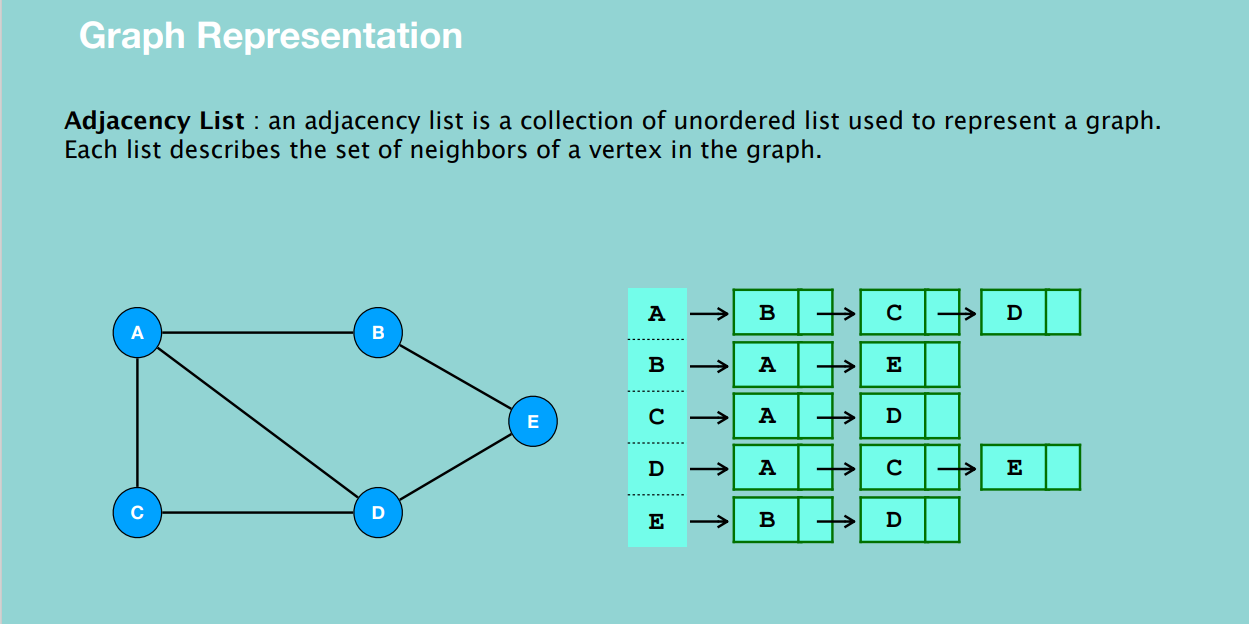 Graph Representation
Adjacency List : an adjacency list is a collection of unordered list used to represent a graph.
Each list describes the set of neighbors of a vertex in the graph.
A B
E
C D
A B C D
B A E
C A D
D A C E
E B D